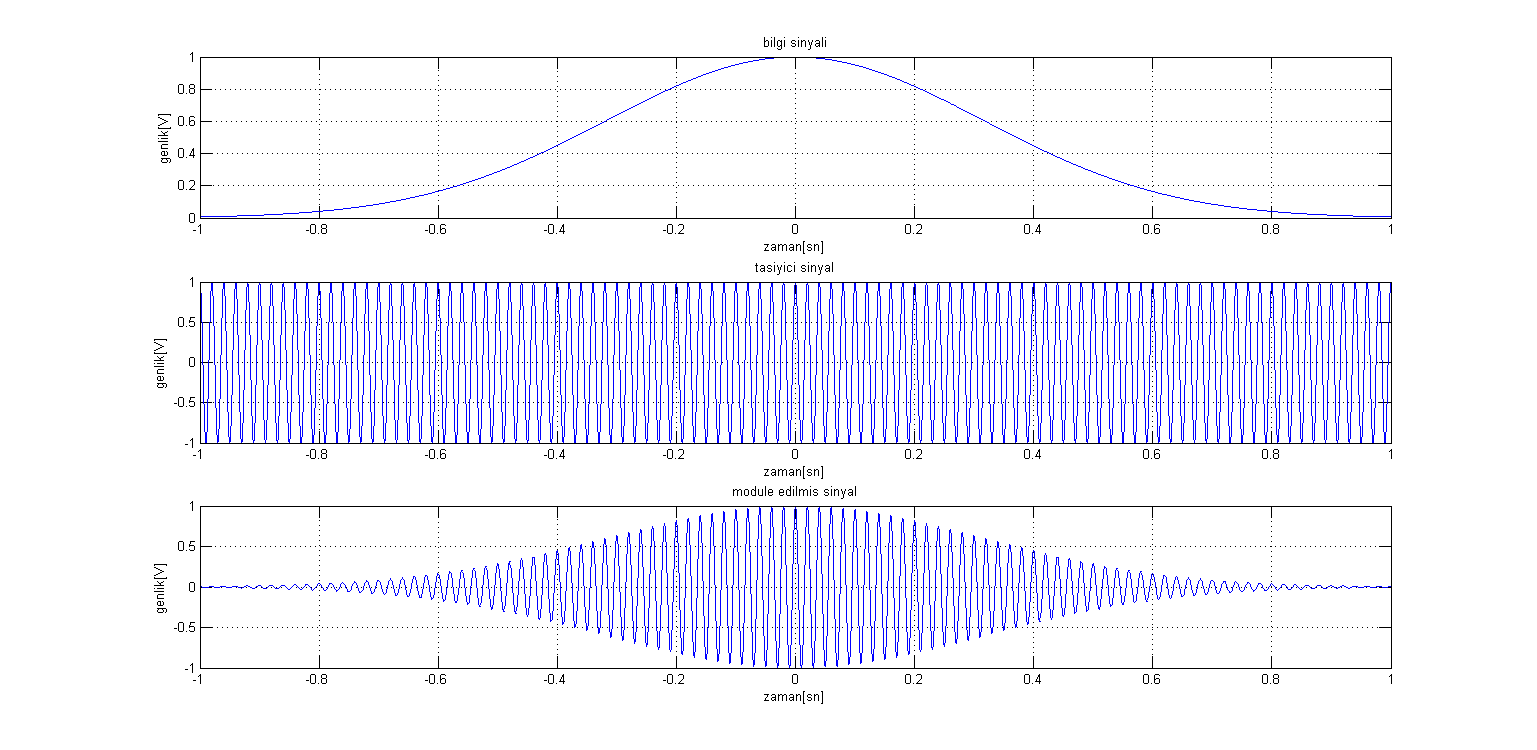 bilgi sinyali
1
0.8
0.6
0.4
0.2
0
genlik[V]
-1 -0.8 -0.6 -0.4 -0.2 0 0.2 0.4 0.6 0.8 1
zaman[sn]
tasiyici sinyal
1
0.5
0
-0.5
-1
genlik[V]
-1 -0.8 -0.6 -0.4 -0.2 0 0.2 0.4 0.6 0.8 1
zaman[sn]
module edilmis sinyal
1
0.5
0
-0.5
-1
genlik[V]
-1 -0.8 -0.6 -0.4 -0.2 0 0.2 0.4 0.6 0.8 1
zaman[sn]